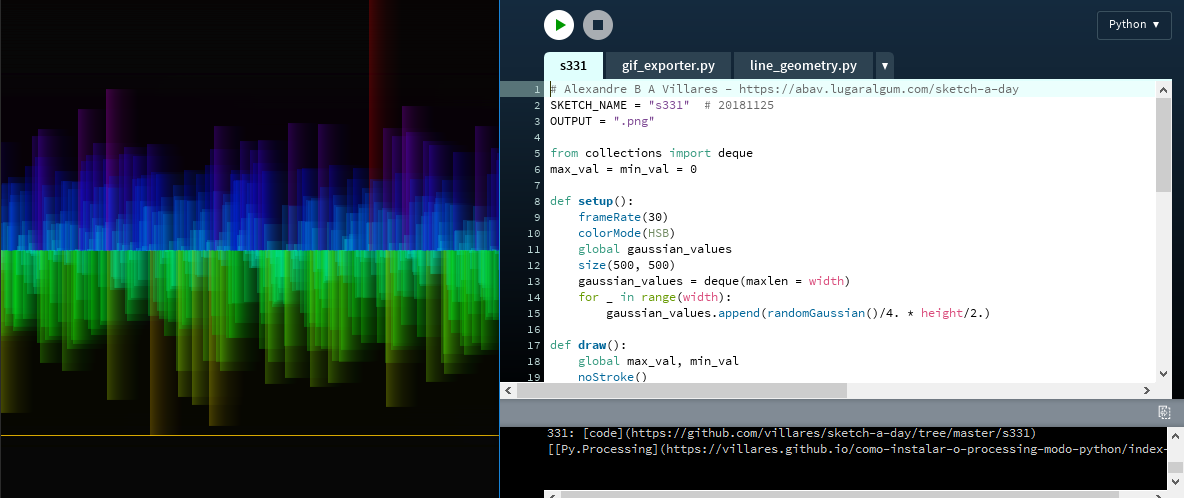 Python ▼
s331 gif_exporter.py line_geometry.py ▼
1 # Alexandre B A Villares - https://abav.lugaralgum.com/sketch-a-day
2 SKETCH_NAME = "s331"  # 20181125
3 OUTPUT = ".png"
4
5 from collections import deque
6 max_val = min_val = 0
7
8 def setup():
9     frameRate(30)
10     colorMode(HSB)
11     global gaussian_values
12     size(500, 500)
13     gaussian_values = deque(maxlen = width)
14     for _ in range(width):
15         gaussian_values.append(randomGaussian()/4. * height/2.)
16
17 def draw():
18     global max_val, min_val
19     noStroke()
331: [code](https://github.com/villares/sketch-a-day/tree/master/s331)
[[Py.Processing](https://villares.github.io/como-instalar-o-processing-modo-python/index-